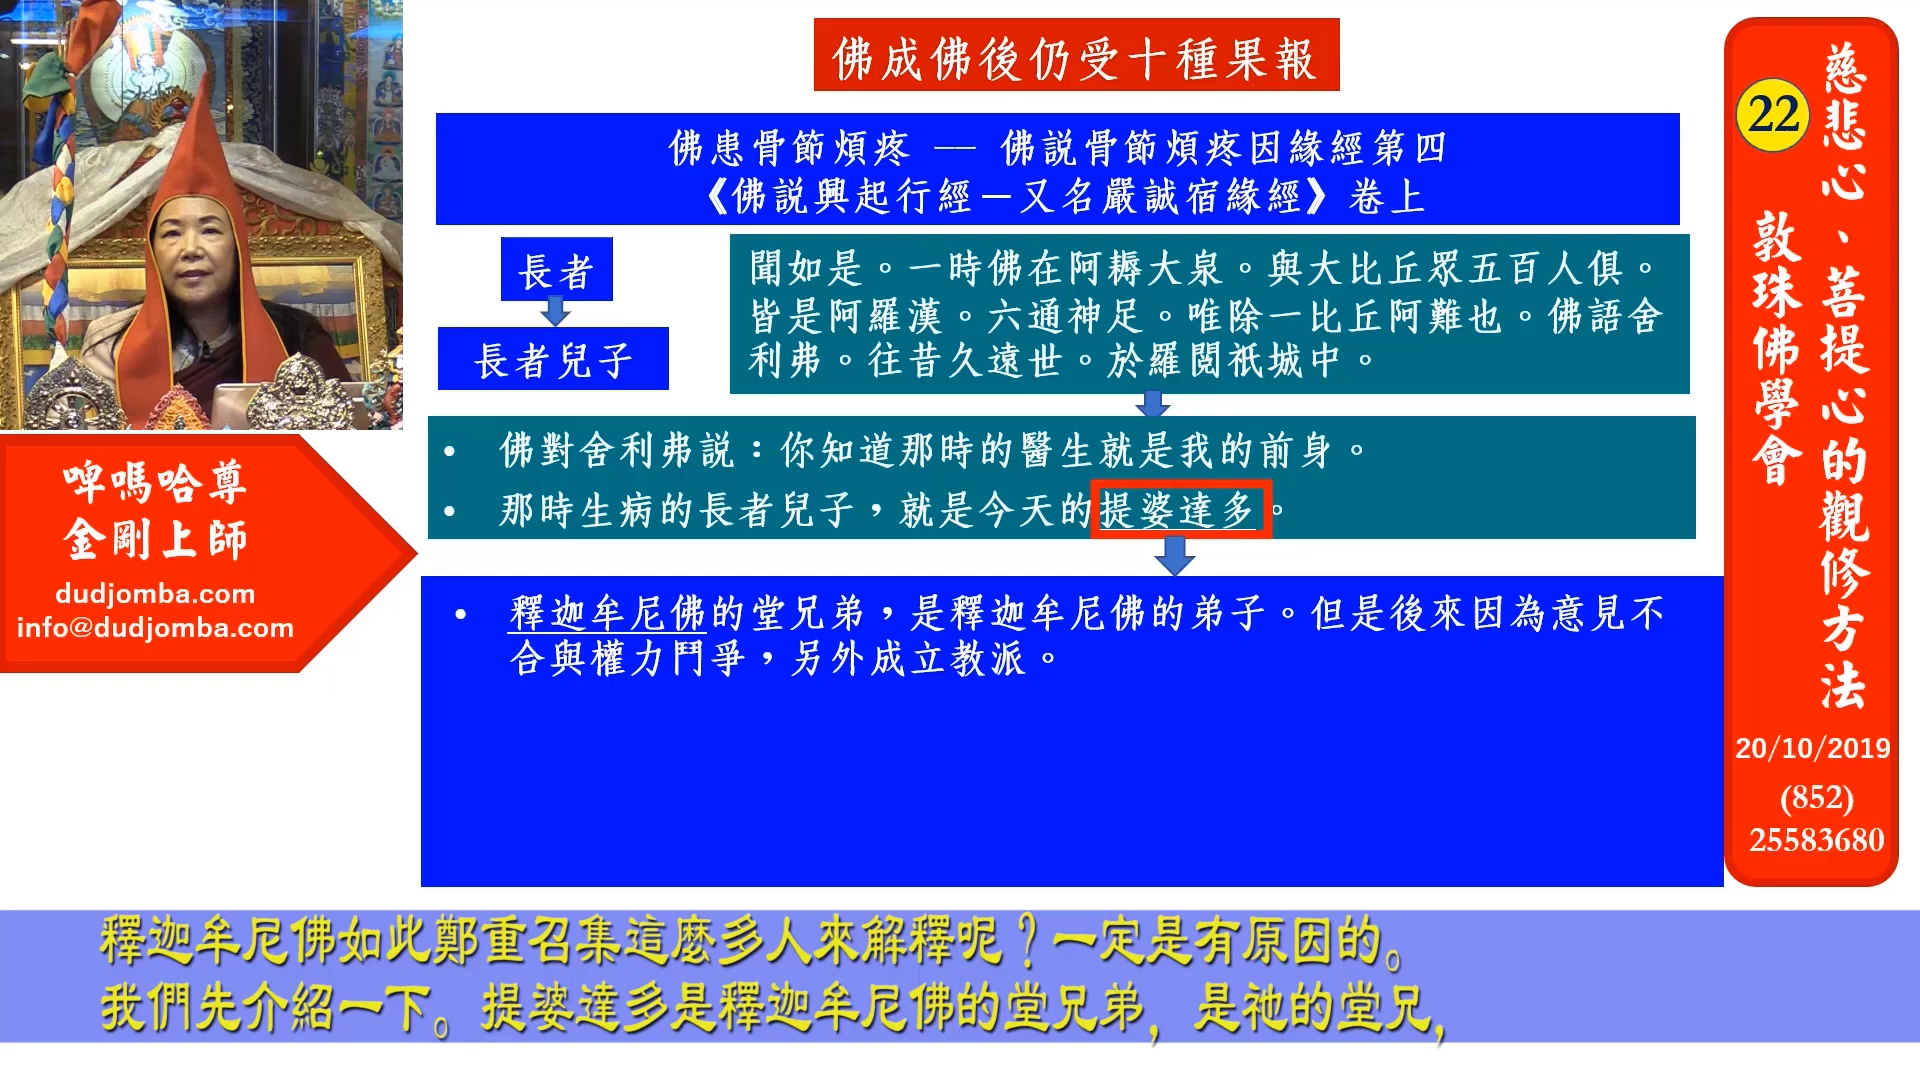 佛成佛後仍受十種果報
佛患骨節煩疼 —— 佛説骨節煩疼因緣經第四
《佛説興起行經－又名嚴誠宿緣經》卷上
長者
長者兒子
聞如是。一時佛在阿耨大泉。與大比丘眾五百人俱。
皆是阿羅漢。六通神足。唯除一比丘阿難也。佛語舍
利弗。往昔久遠世。於羅閱祇城中。
• 佛對舍利弗説：你知道那時的醫生就是我的前身。
• 那時生病的長者兒子，就是今天的提婆達多。
• 釋迦牟尼佛的堂兄弟，是釋迦牟尼佛的弟子。但是後來因為意見不
合與權力鬥爭，另外成立教派。
啤嗎哈尊
金剛上師
dudjomba.com
info@dudjomba.com
慈悲心、菩提心的觀修方法
22
敦珠佛學會
20/10/2019
(852)
25583680
釋迦牟尼佛如此鄭重召集這麼多人來解釋呢？一定是有原因的。
我們先介紹一下。提婆達多是釋迦牟尼佛的堂兄弟，是祂的堂兄，